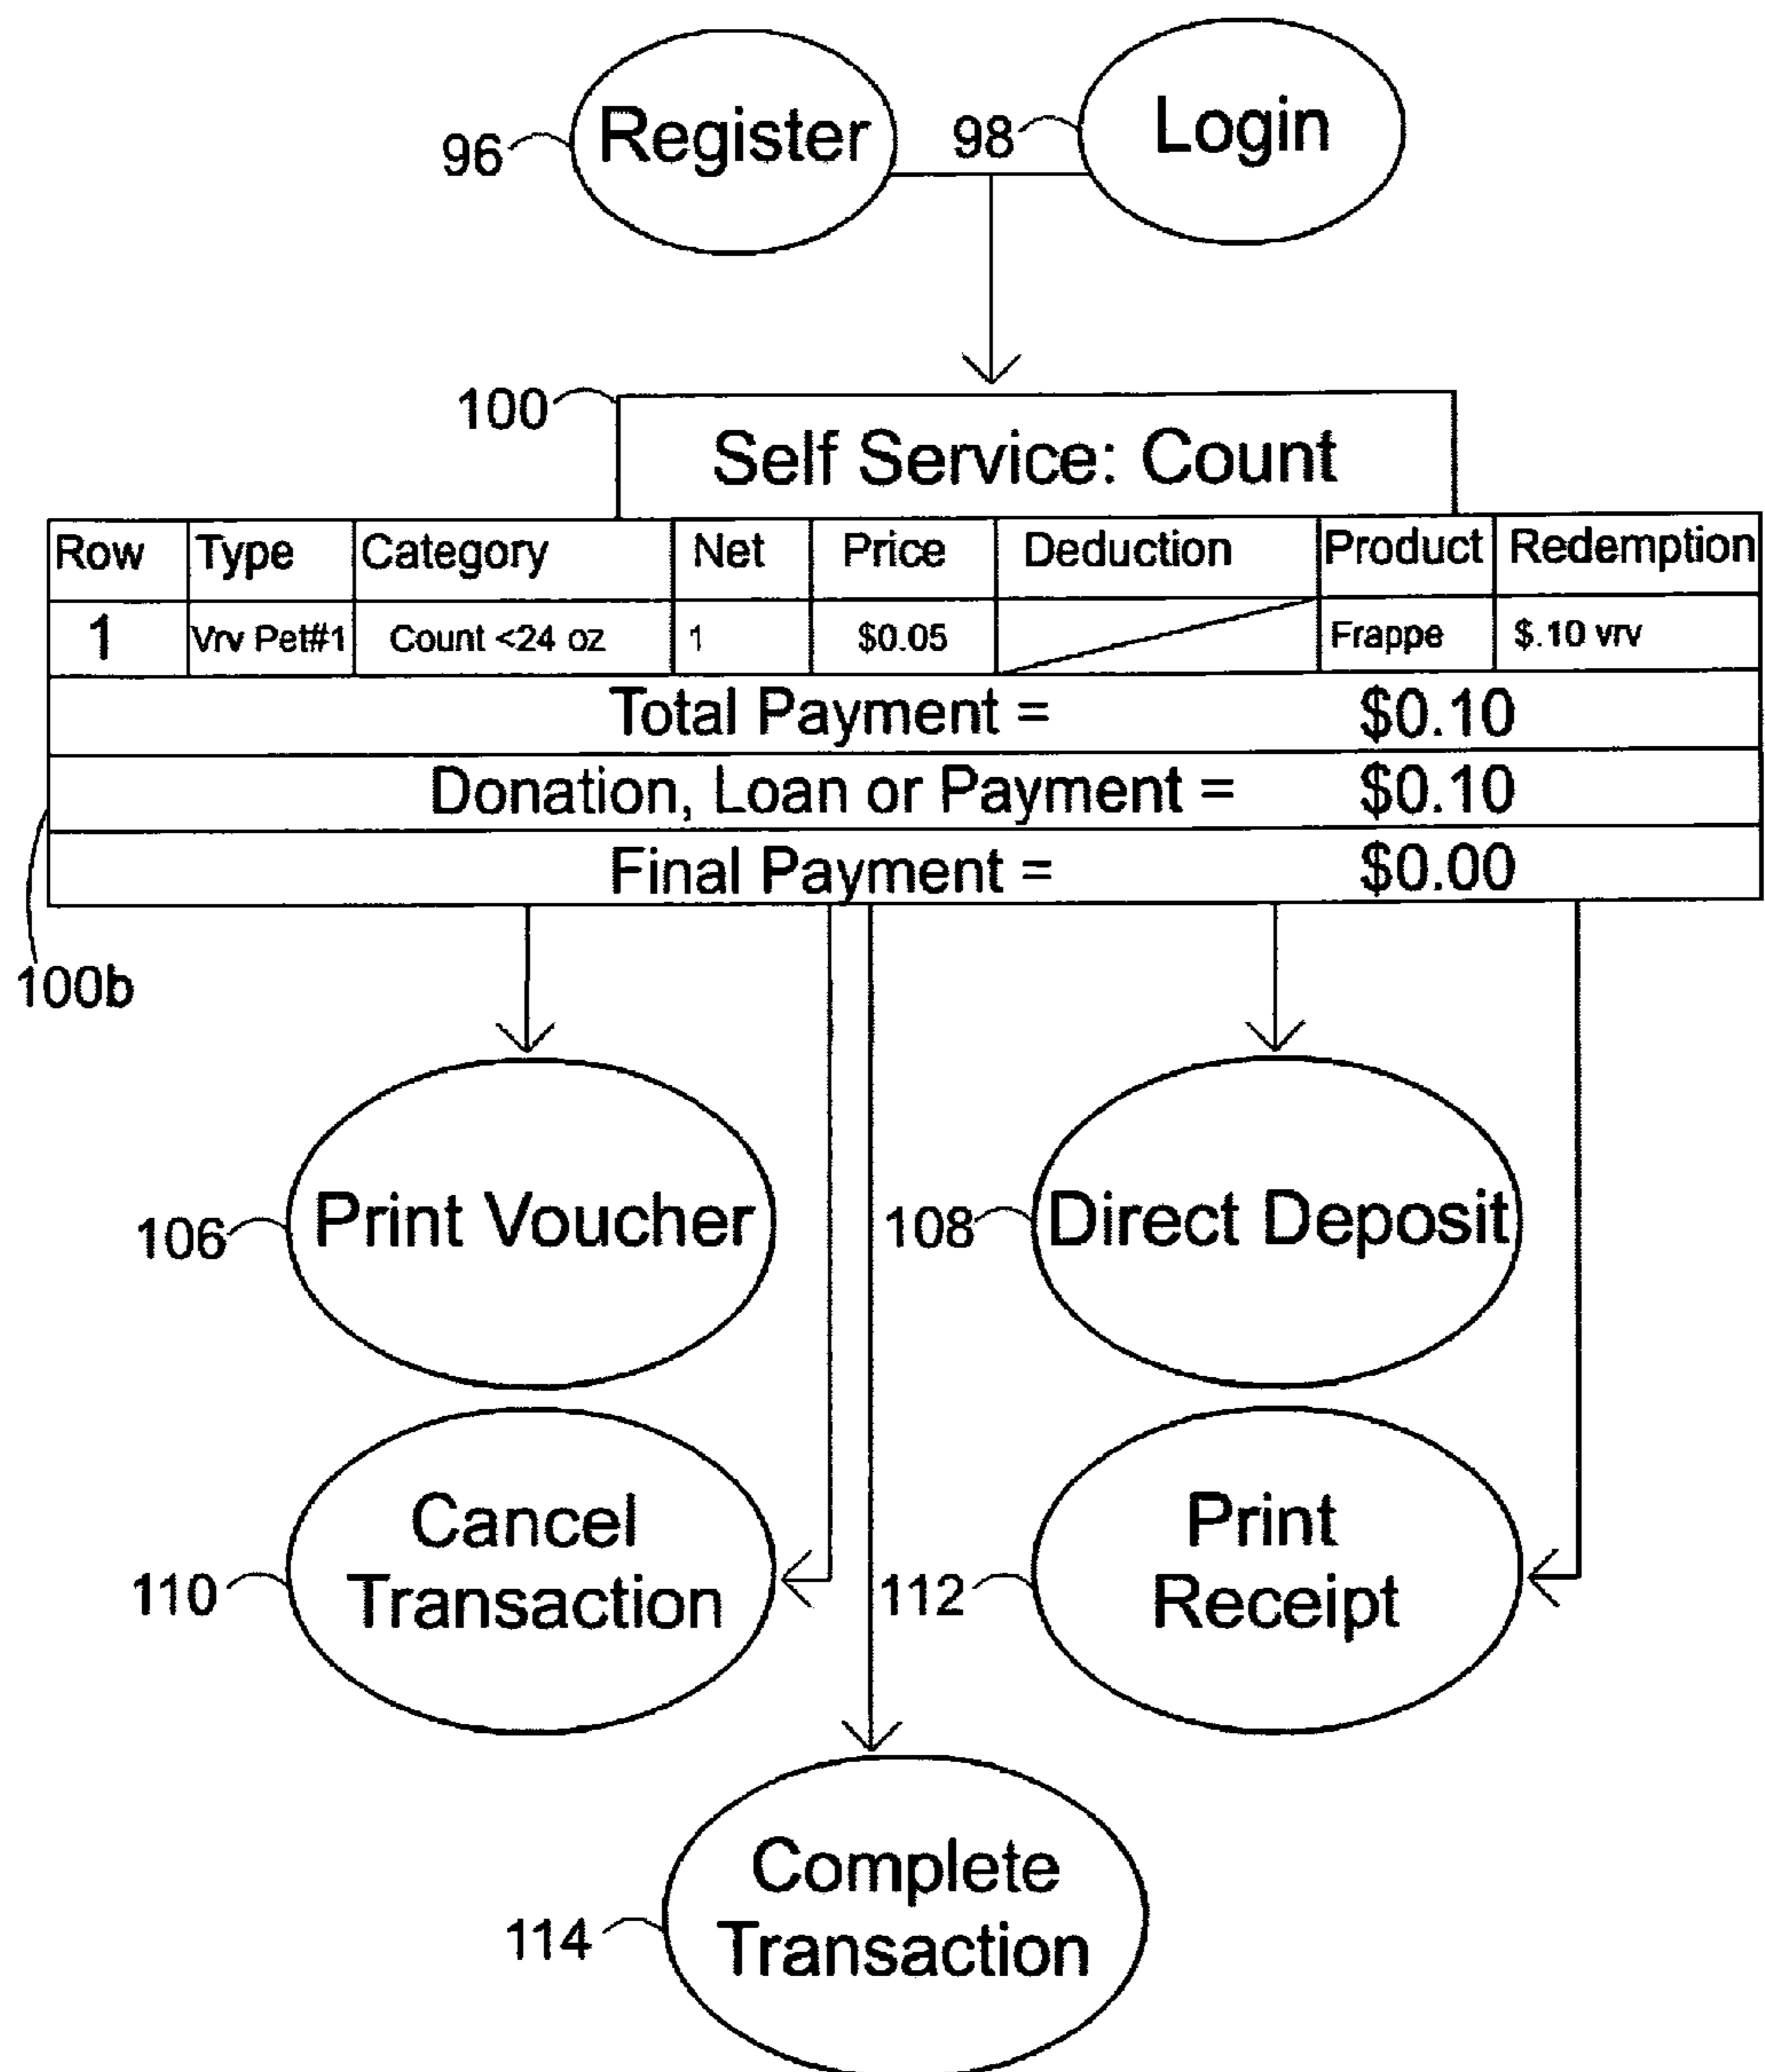 96 Register 98 Login
100 Self Service: Count
Row Type Category Net Price Deduction Product Redemption
1 Vrv Pet#1 Count <24 oz 1 $0.05 Frappe $.10 vrv
Total Payment = $0.10
Donation, Loan or Payment = $0.10
Final Payment = $0.00
100b
106 Print Voucher 108 Direct Deposit
110 Cancel
Transaction
112 Print
Receipt
114 Complete
Transaction